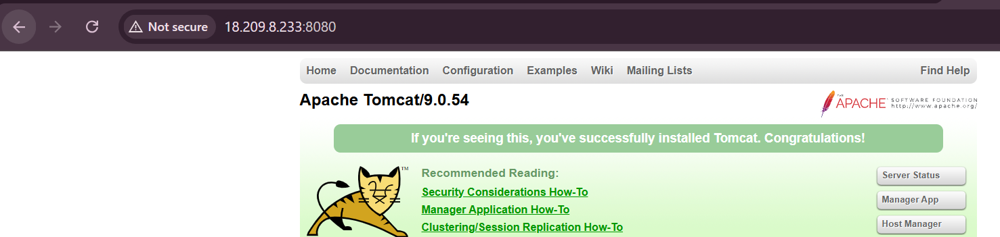 Not secure 18.209.8.233:8080
Home Documentation Configuration Examples Wiki Mailing Lists Find Help
Apache Tomcat/9.0.54
THE APACHE SOFTWARE FOUNDATION
http://www.apache.org/
If you're seeing this, you've successfully installed Tomcat. Congratulations!
TM
Recommended Reading:
Security Considerations How-To
Manager Application How-To
Clustering/Session Replication How-To
Server Status
Manager App
Host Manager